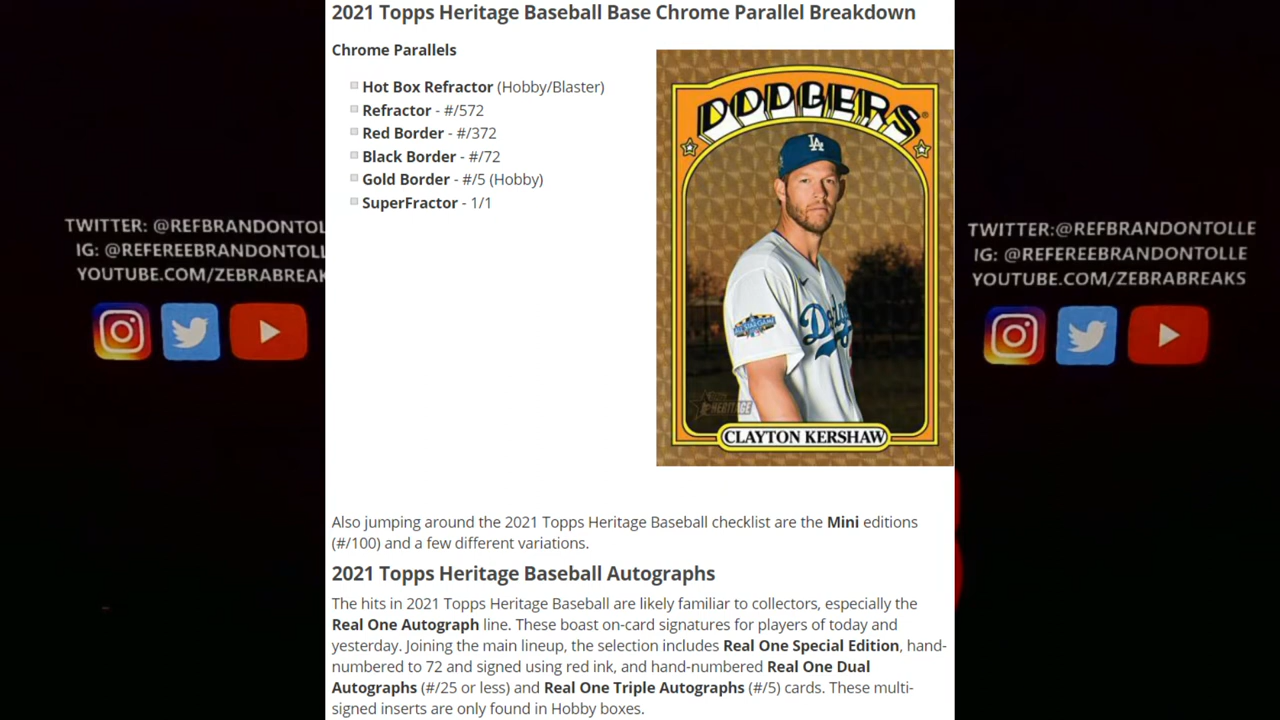 2021 Topps Heritage Baseball Base Chrome Parallel Breakdown
Chrome Parallels
Hot Box Refractor (Hobby/Blaster)
Refractor - #/572
Red Border - #/372
Black Border - #/72
Gold Border - #/5 (Hobby)
SuperFractor - 1/1
DODGERS
LA
ALL-STAR GAME
Dodge
HERITAGE
CLAYTON KERSHAW
Also jumping around the 2021 Topps Heritage Baseball checklist are the Mini editions
(#/100) and a few different variations.
2021 Topps Heritage Baseball Autographs
The hits in 2021 Topps Heritage Baseball are likely familiar to collectors, especially the
Real One Autograph line. These boast on-card signatures for players of today and
yesterday. Joining the main lineup, the selection includes Real One Special Edition, hand-
numbered to 72 and signed using red ink, and hand-numbered Real One Dual
Autographs (#/25 or less) and Real One Triple Autographs (#/5) cards. These multi-
signed inserts are only found in Hobby boxes.
TWITTER: @REFBRANDONTOL
IG: @REFEREEBRANDONTOLL
YOUTUBE.COM/ZEBRABREAK
TWITTER:@REFBRANDONTOLLE
IG: @REFEREEBRANDONTOLLE
YOUTUBE.COM/ZEBRABREAKS